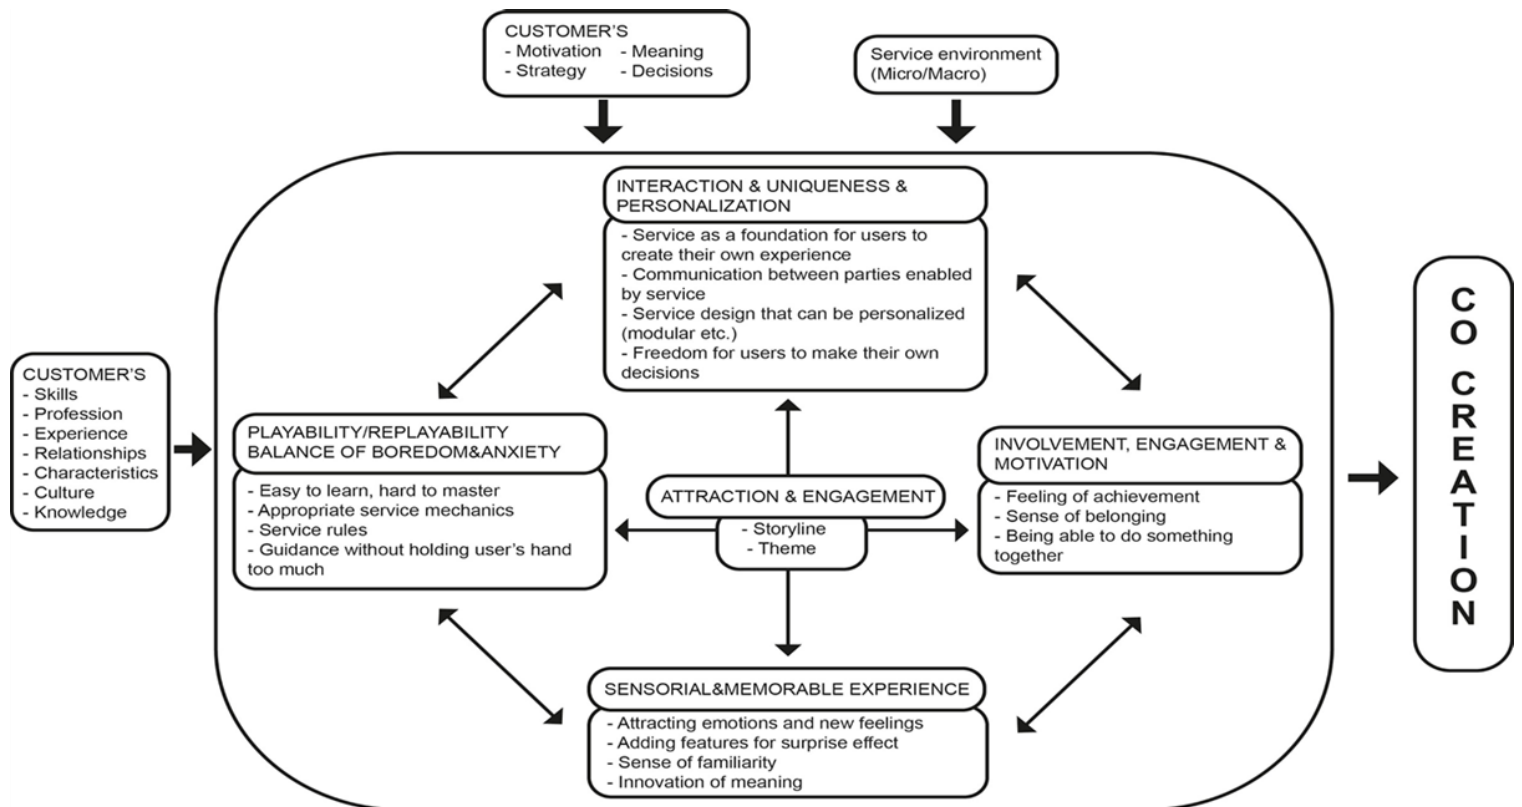 CUSTOMER'S
- Motivation - Meaning
- Strategy - Decisions
Service environment
(Micro/Macro)
INTERACTION & UNIQUENESS &
PERSONALIZATION
- Service as a foundation for users to
create their own experience
- Communication between parties enabled
by service
- Service design that can be personalized
(modular etc.)
- Freedom for users to make their own
decisions
CUSTOMER'S
- Skills
- Profession
- Experience
- Relationships
- Characteristics
- Culture
- Knowledge
PLAYABILITY/REPLAYABILITY
BALANCE OF BOREDOM&ANXIETY
- Easy to learn, hard to master
- Appropriate service mechanics
- Service rules
- Guidance without holding user's hand
too much
ATTRACTION & ENGAGEMENT
- Storyline
- Theme
INVOLVEMENT, ENGAGEMENT &
MOTIVATION
- Feeling of achievement
- Sense of belonging
- Being able to do something
together
SENSORIAL&MEMORABLE EXPERIENCE
- Attracting emotions and new feelings
- Adding features for surprise effect
- Sense of familiarity
- Innovation of meaning
CO CREATION